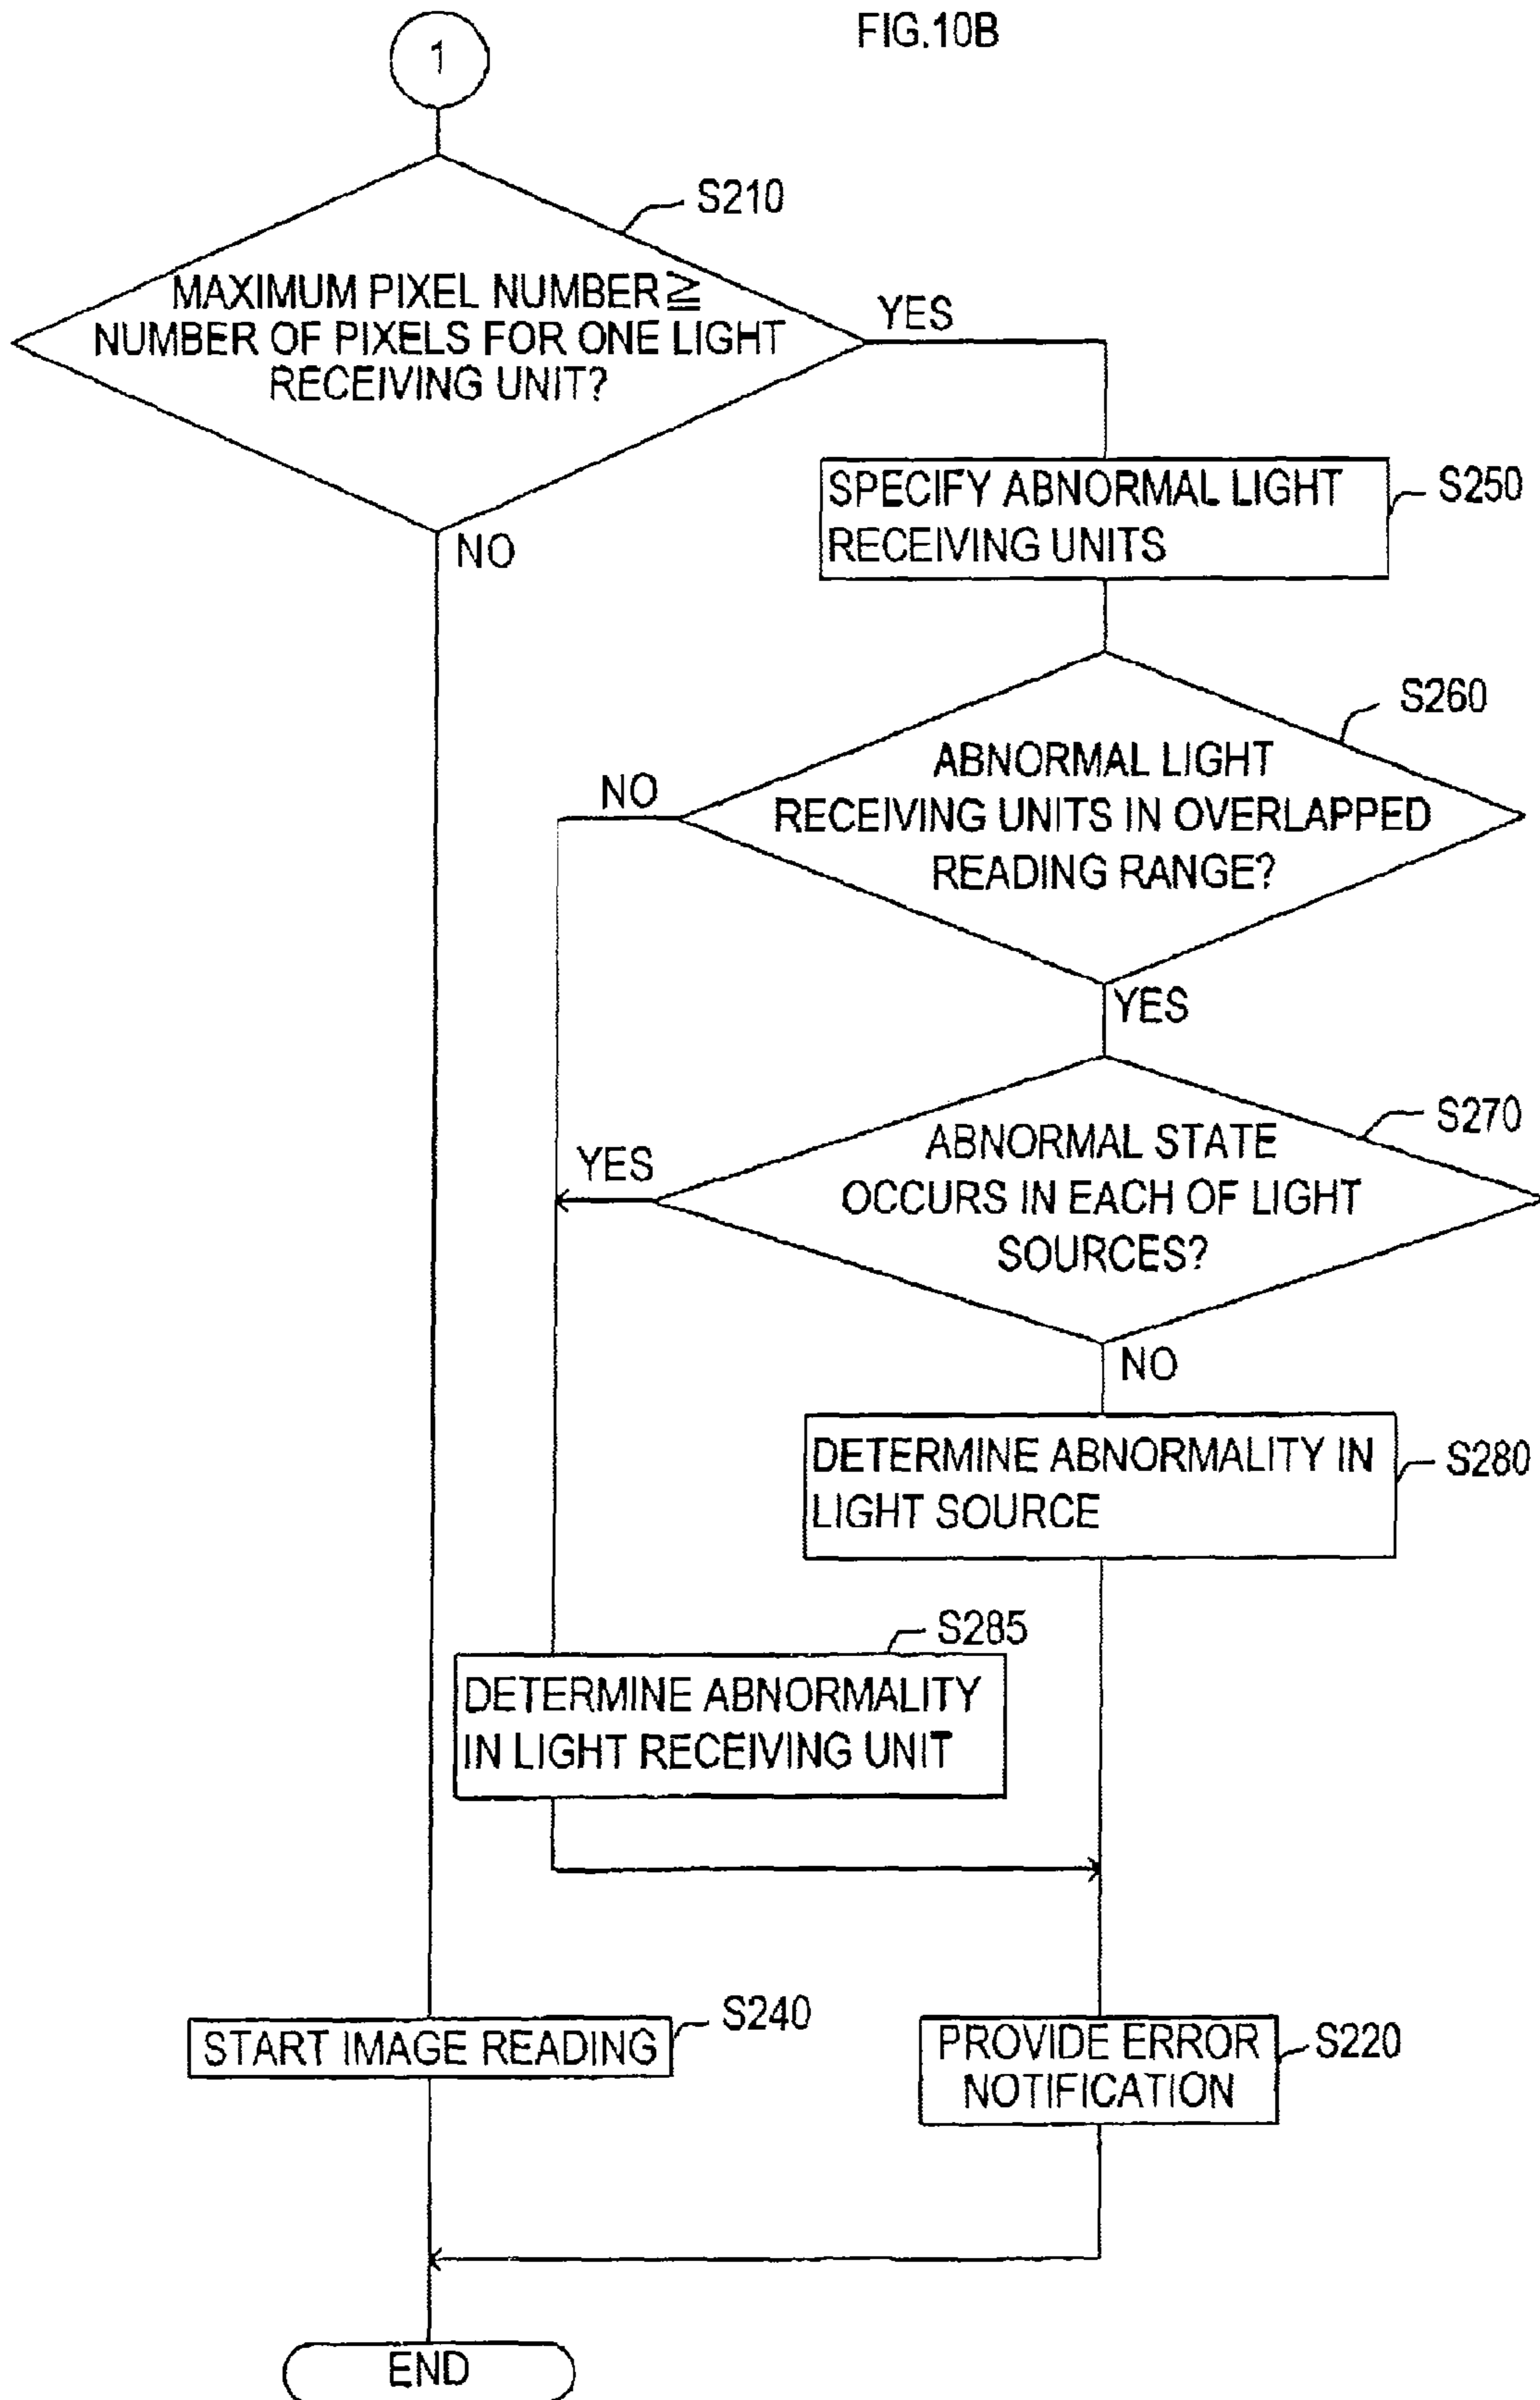 FIG.10B
1
S210
MAXIMUM PIXEL NUMBER≧
NUMBER OF PIXELS FOR ONE LIGHT
RECEIVING UNIT?
YES
NO
SPECIFY ABNORMAL LIGHT
RECEIVING UNITS
S250
S260
ABNORMAL LIGHT
RECEIVING UNITS IN OVERLAPPED
READING RANGE?
NO
YES
S270
ABNORMAL STATE
OCCURS IN EACH OF LIGHT
SOURCES?
YES
NO
DETERMINE ABNORMALITY IN
LIGHT SOURCE
S280
S285
DETERMINE ABNORMALITY
IN LIGHT RECEIVING UNIT
START IMAGE READING
S240
PROVIDE ERROR
NOTIFICATION
S220
END